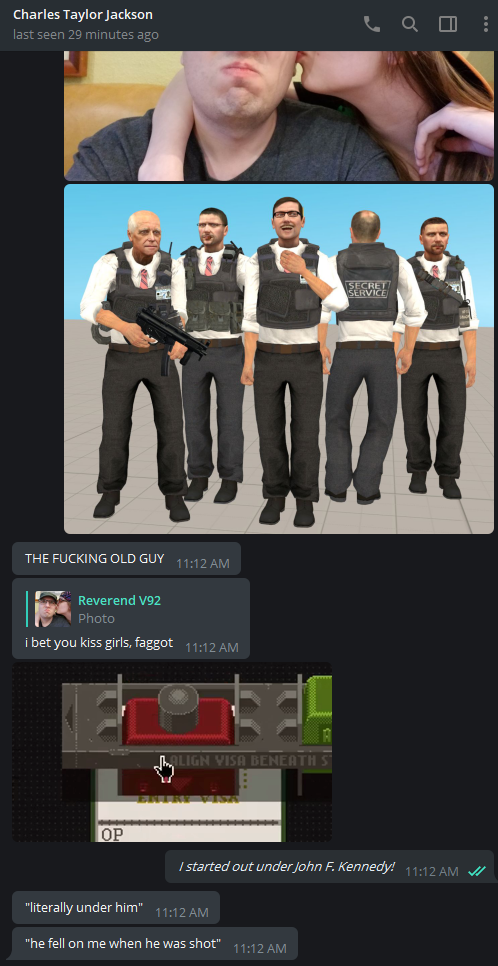 Charles Taylor Jackson
last seen 29 minutes ago
SECRET
SERVICE
THE FUCKING OLD GUY 11:12 AM
Reverend V92
Photo
i bet you kiss girls, faggot 11:12 AM
ALIGN VISA BENEATH ST
ENTRY VISA
OP
I started out under John F. Kennedy! 11:12 AM
"literally under him" 11:12 AM
"he fell on me when he was shot" 11:12 AM